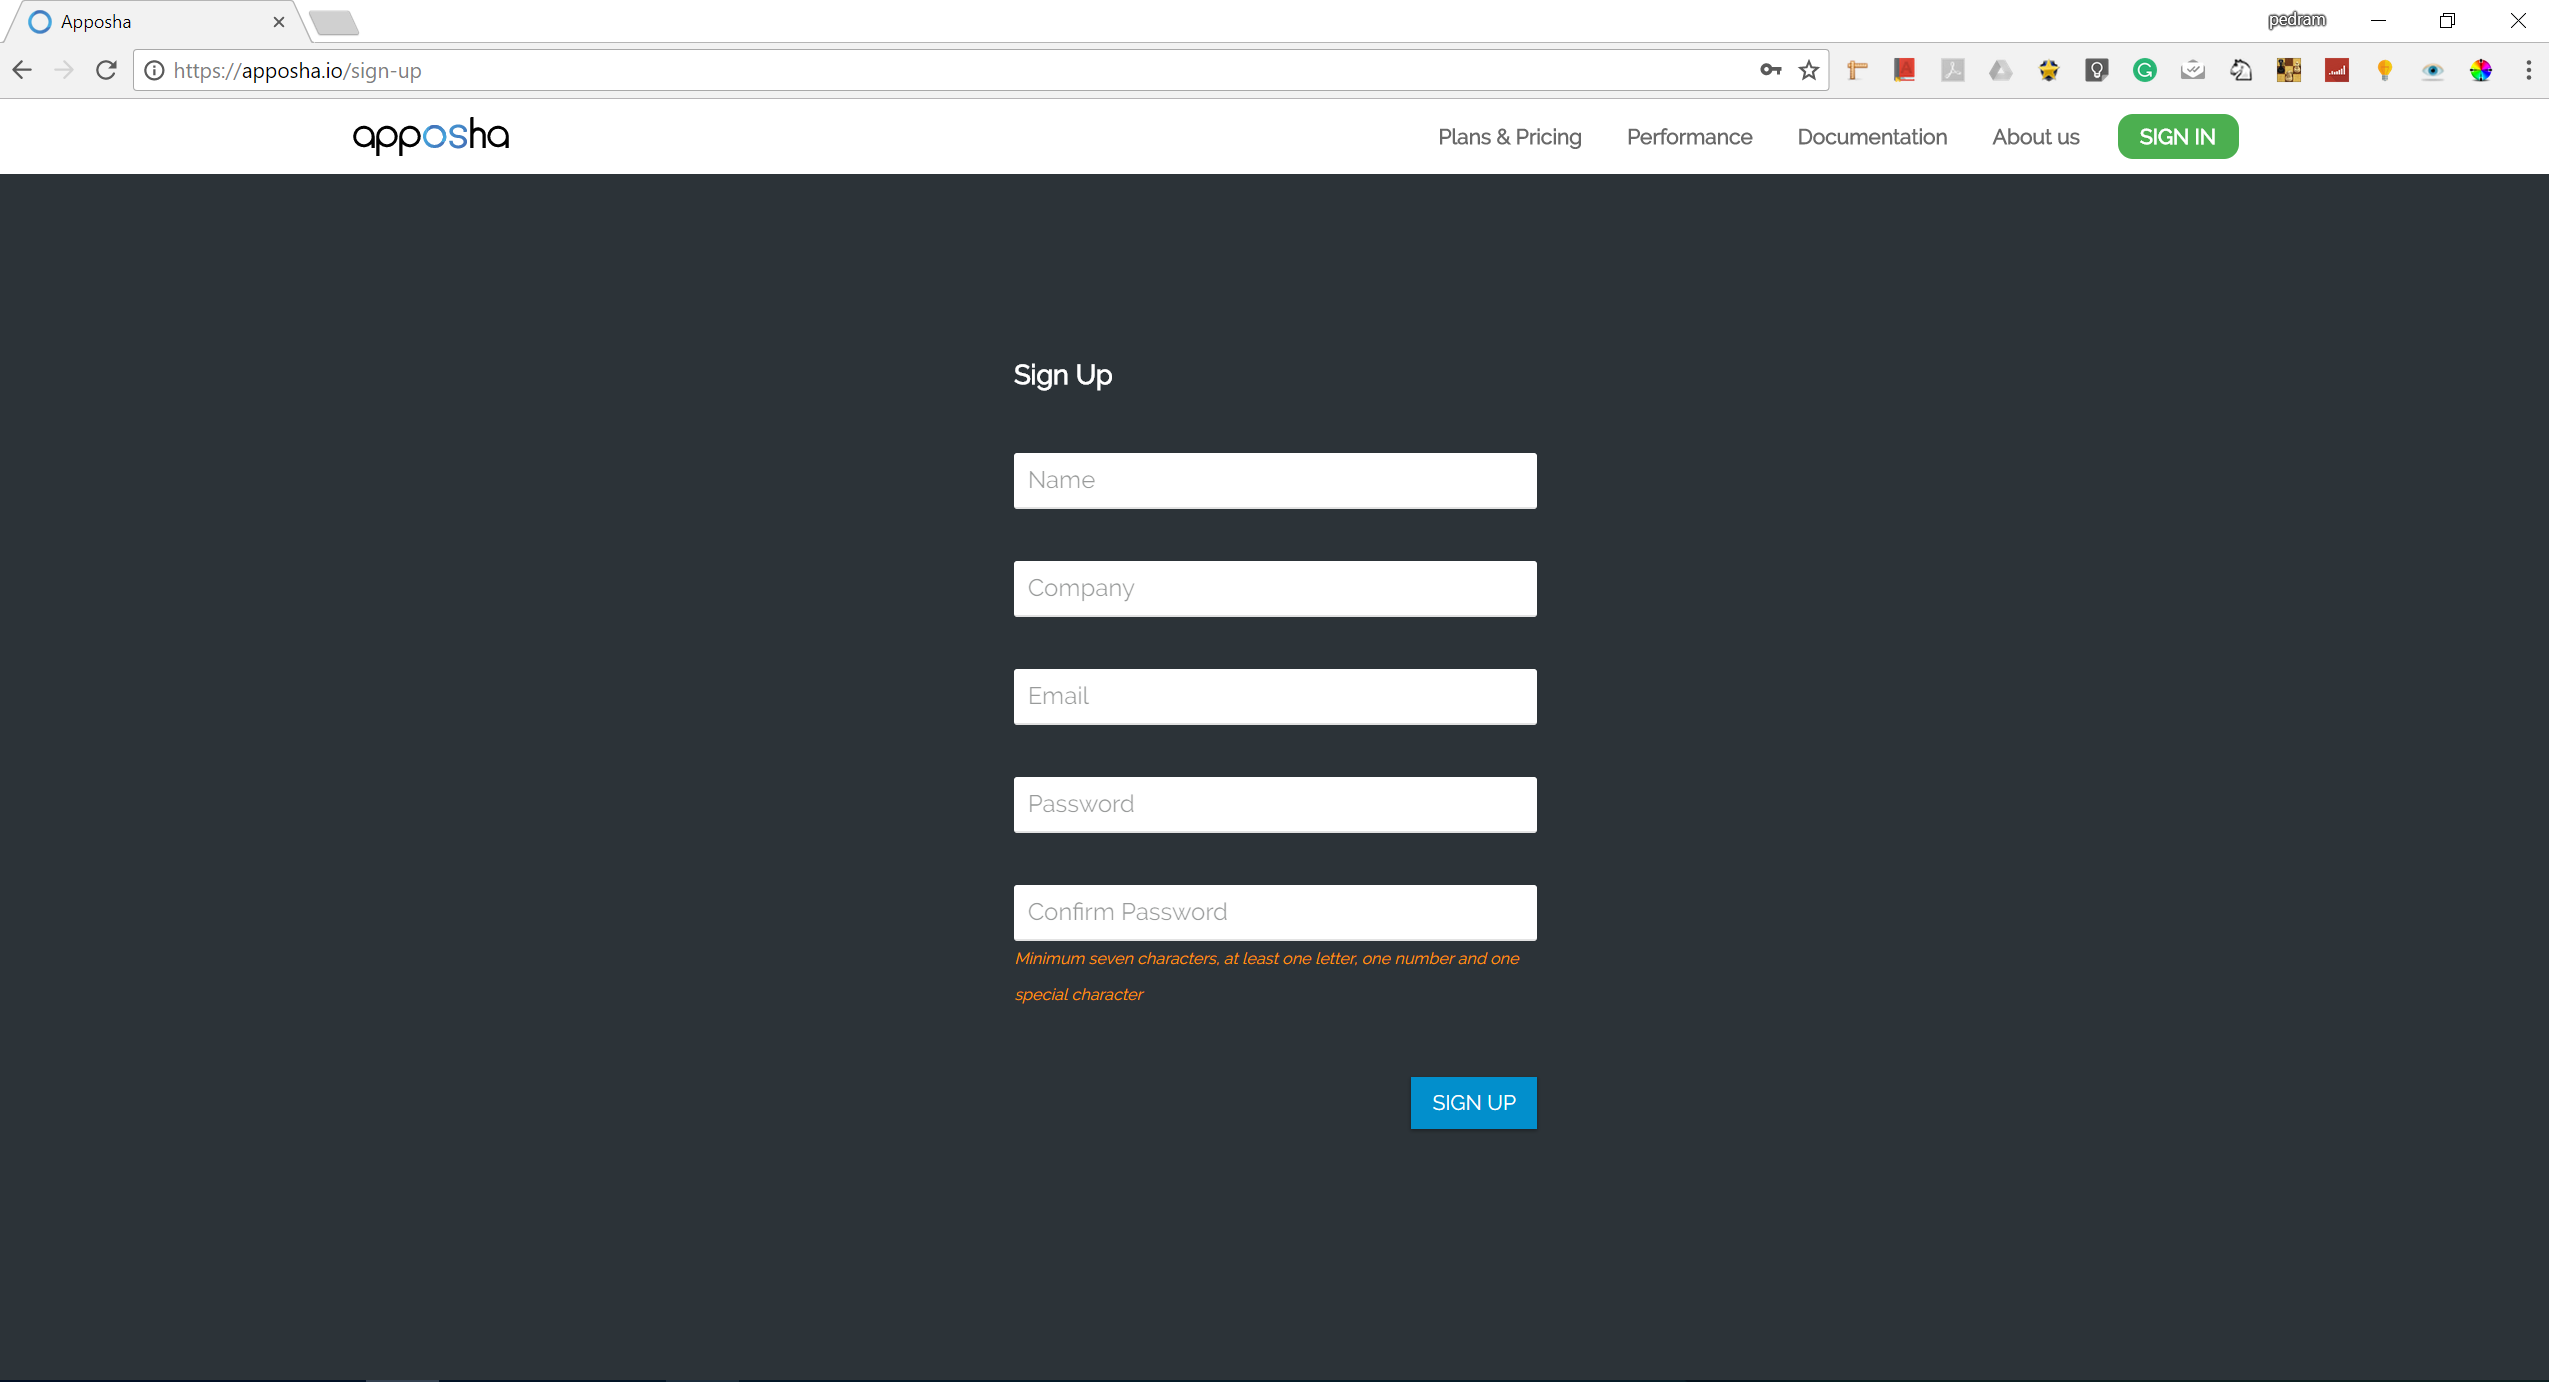 Apposha
pedram
https://apposha.io/sign-up
apposha
Plans & Pricing
Performance
Documentation
About us
SIGN IN
Sign Up
Name
Company
Email
Password
Confirm Password
Minimum seven characters, at least one letter, one number and one
special character
SIGN UP